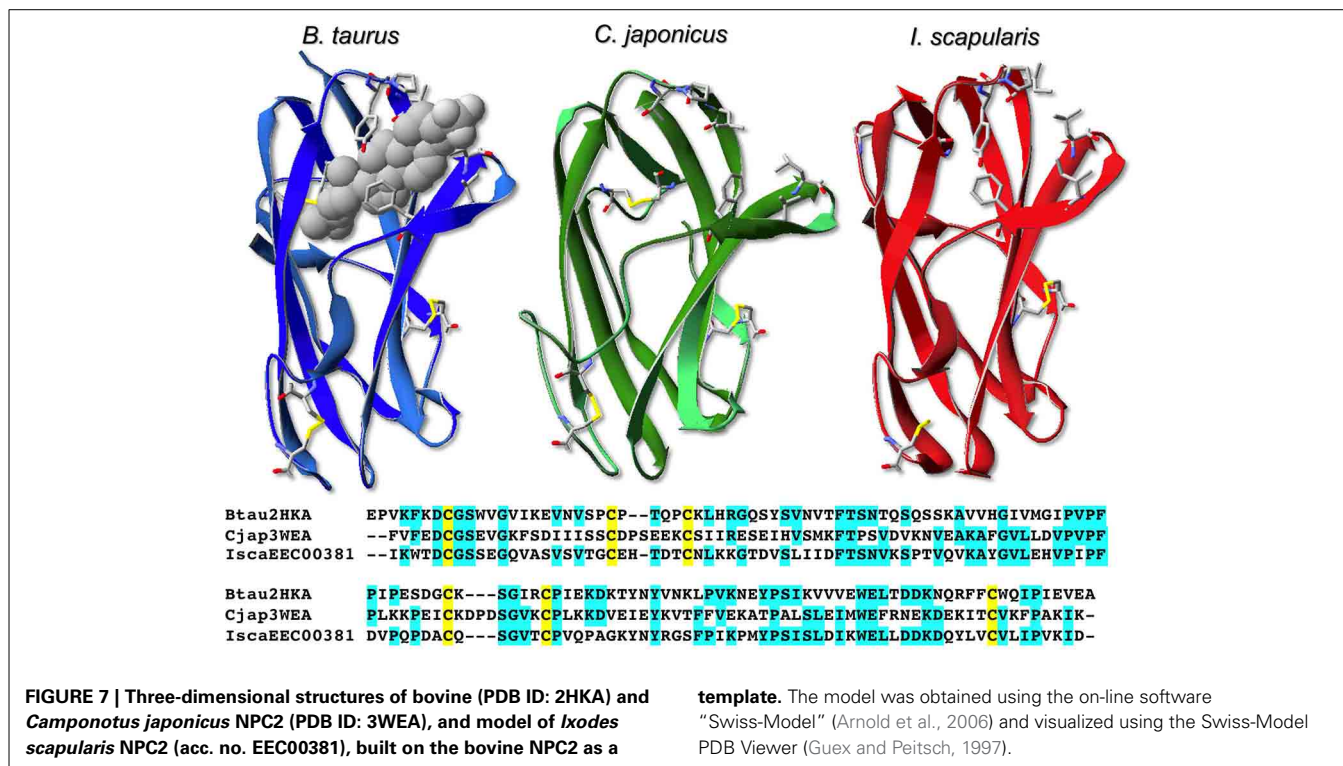 B. taurus C. japonicus I. scapularis
Btau2HKA EPVKFKDCGSWVGVIKEVNVSPCP--TQPCKLHRGQSYSVNVTFTSNTQSQSSKAVVHGIVMGIPVPF
Cjap3WEA --FVFEDCGSEVGKFSDIIISSCDPSEEKCSIIRESEIHVSMKFTPSVDVKNVEAKAFGVLLDVPVPF
IscaEEC00381 --IKWTDCGSSEGQVASVSVTGCEH-TDTCNLKKGTDVSLIIDFTSNVKSPTVQVKAYGVLEHVPIPF
Btau2HKA PIPESDGCK---SGIRCPIEKDKTYNYVNKLPVKNEYPSIKVVVEWELTDDKNQRFFCWQIPIEVEA
Cjap3WEA PLKKPEICKDPDSGVKCPLKKDVEIEYKVTFFVEKATPALSLEIMWEFRNEKDEKITCVKFPAKIK-
IscaEEC00381 DVPQPDACQ---SGVTCPVQPAGKYNYRGSFPIKPMYPSISLDIKWELLDDKDQYLVCVLIPVKID-
FIGURE 7 | Three-dimensional structures of bovine (PDB ID: 2HKA) and
Camponotus japonicus NPC2 (PDB ID: 3WEA), and model of Ixodes
scapularis NPC2 (acc. no. EEC00381), built on the bovine NPC2 as a
template. The model was obtained using the on-line software
“Swiss-Model” (Arnold et al., 2006) and visualized using the Swiss-Model
PDB Viewer (Guex and Peitsch, 1997).